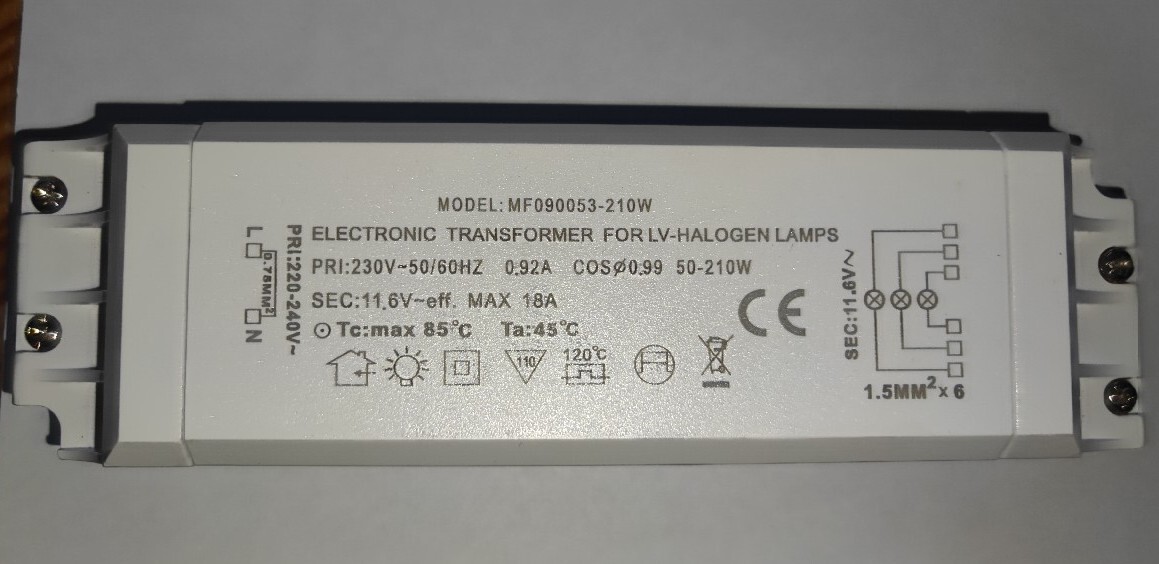 MODEL: MF090053-210W
ELECTRONIC TRANSFORMER FOR LV-HALOGEN LAMPS
PRI:230V~50/60HZ 0.92A COSØ0.99 50-210W
SEC:11.6V~eff. MAX 18A
Tc:max 85°C Ta:45°C
110
120°C
CE
L
0.75MM²
N
PRI:220-240V~
SEC:11.6V~
1.5MM²x6